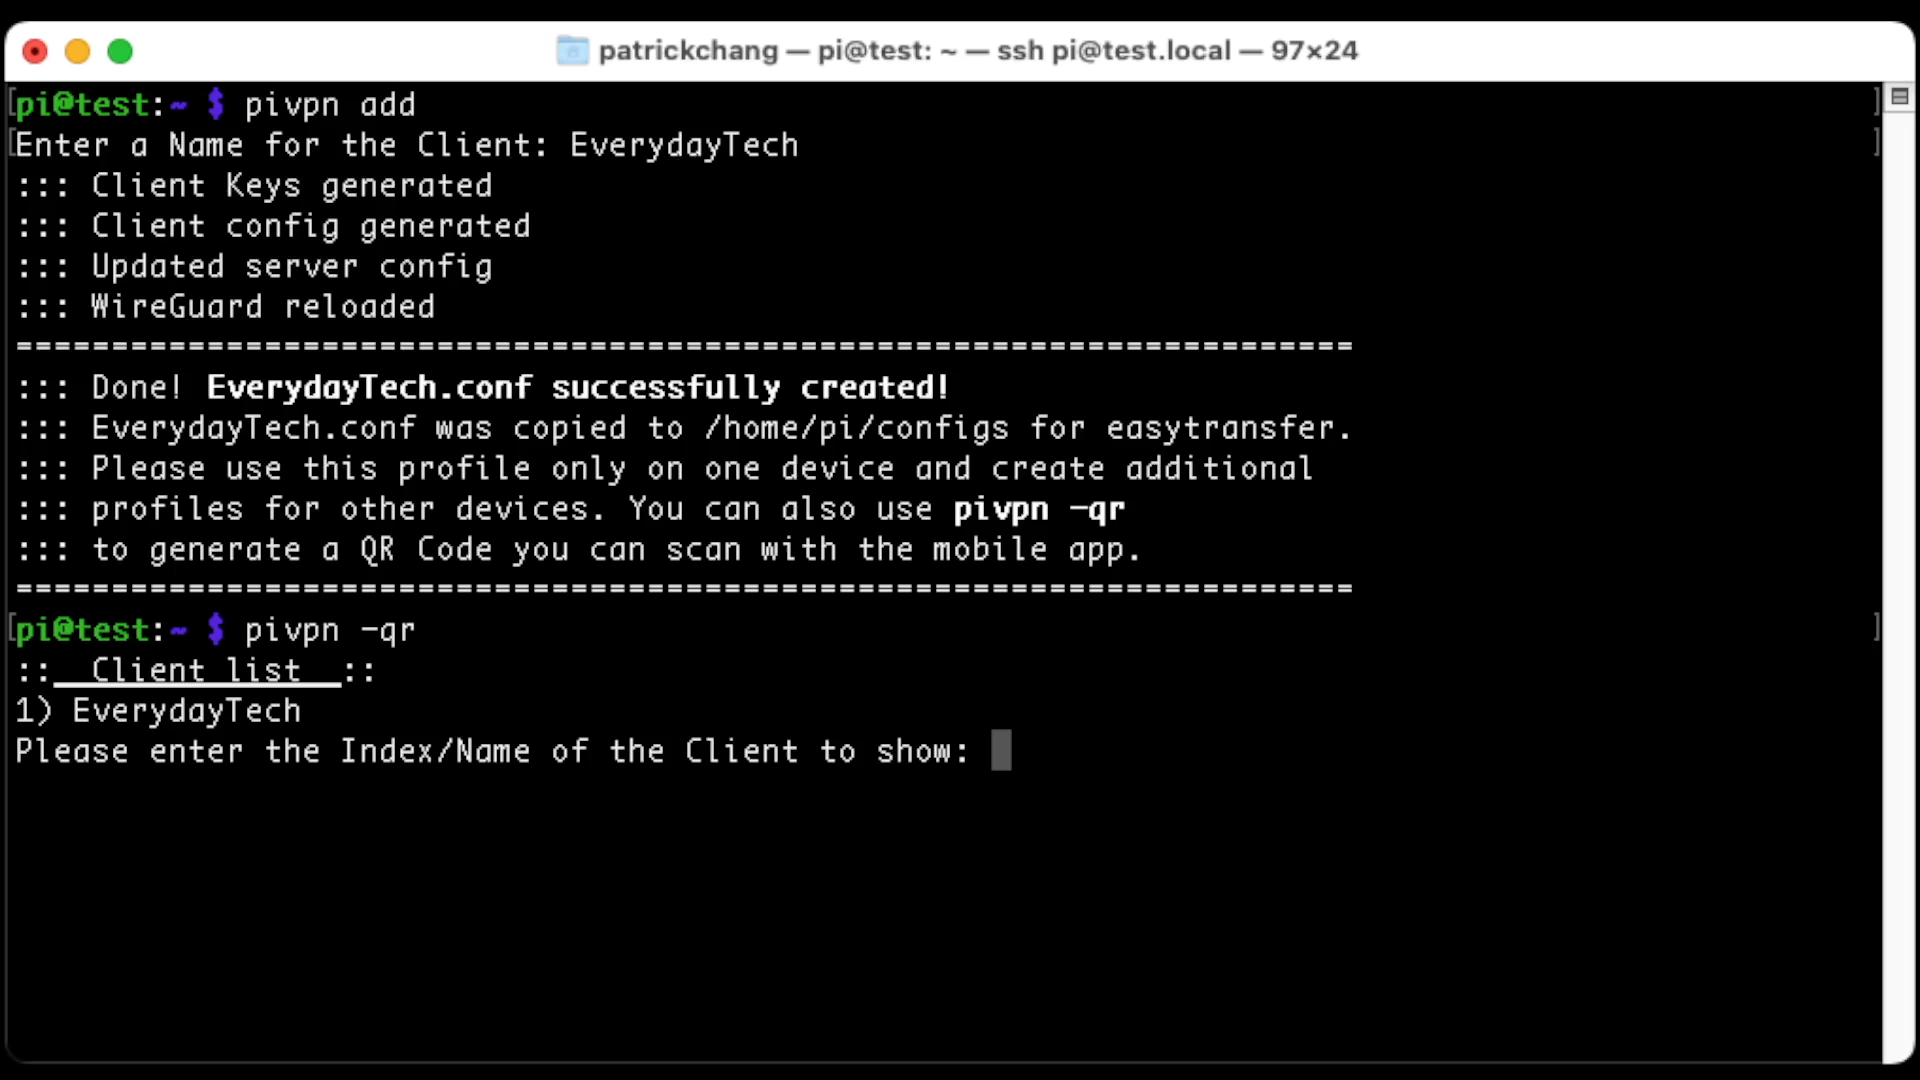 patrickchang — pi@test: ~ — ssh pi@test.local — 97×24
pi@test:~ $ pivpn add
Enter a Name for the Client: EverydayTech
::: Client Keys generated
::: Client config generated
::: Updated server config
::: WireGuard reloaded
======================================================================
::: Done! EverydayTech.conf successfully created!
::: EverydayTech.conf was copied to /home/pi/configs for easytransfer.
::: Please use this profile only on one device and create additional
::: profiles for other devices. You can also use pivpn -qr
::: to generate a QR Code you can scan with the mobile app.
======================================================================
pi@test:~ $ pivpn -qr
::  Client list  ::
1) EverydayTech
Please enter the Index/Name of the Client to show: